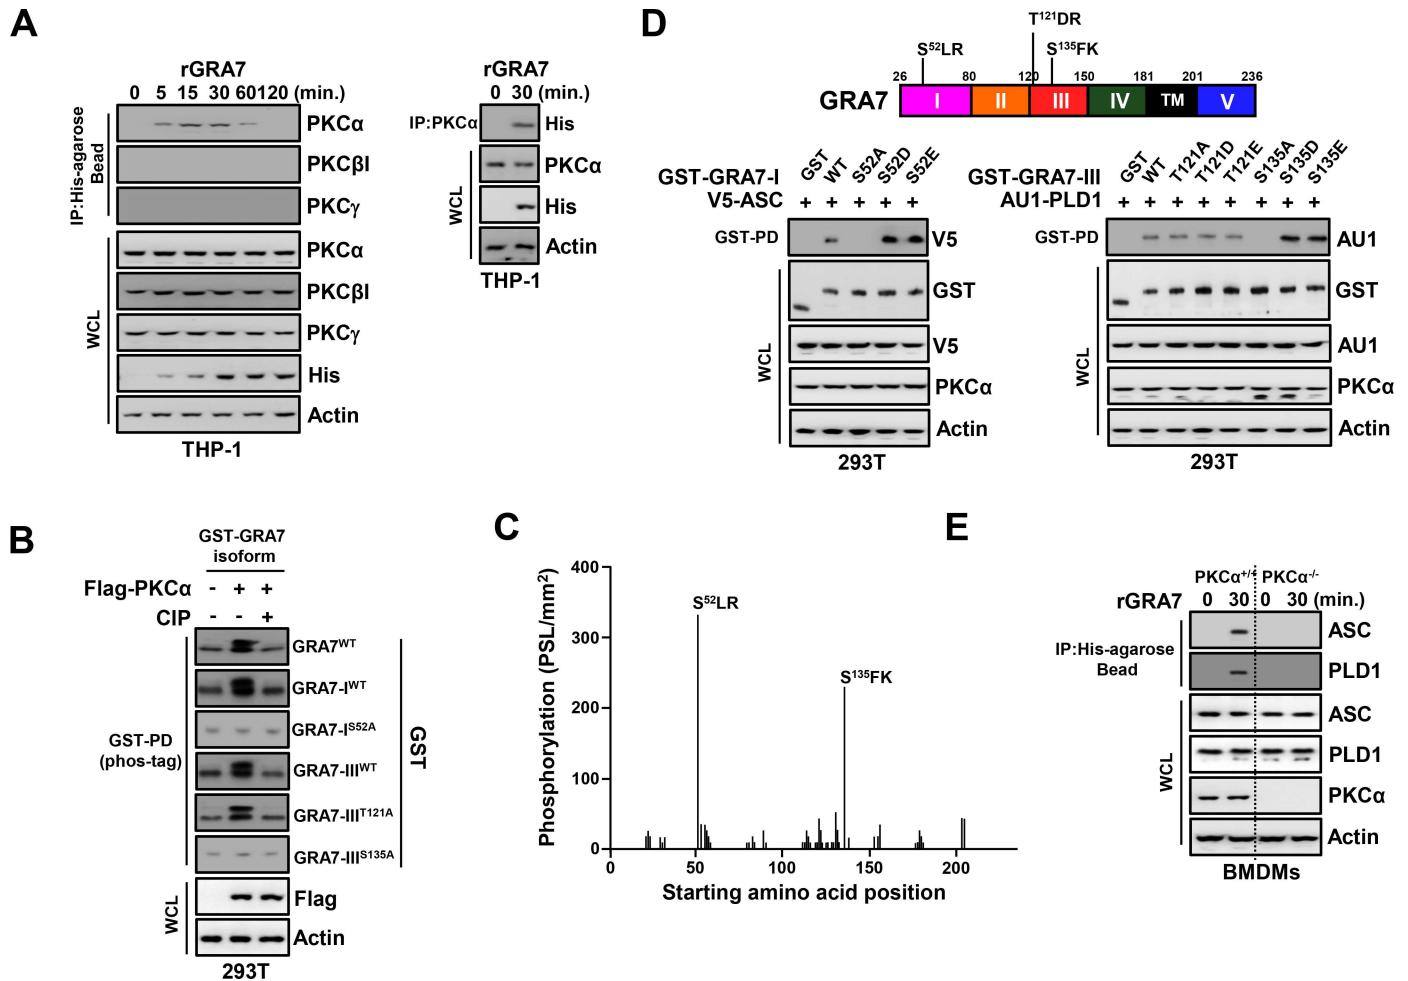 A
rGRA7
0 5 15 30 60 120 (min.)
IP:His-agarose
Bead
PKCα
PKCβI
PKCγ
WCL
PKCα
PKCβI
PKCγ
His
Actin
THP-1
rGRA7
0 30 (min.)
IP:PKCα
His
WCL
PKCα
His
Actin
THP-1
D
T¹²¹DR
S⁵²LR
S¹³⁵FK
26 80 120 150 181 201 236
GRA7 I II III IV TM V
GST WT S52A S52D S52E
GST-GRA7-I
V5-ASC + + + + +
GST-PD V5
WCL
GST
V5
PKCα
Actin
293T
GST WT T121A T121D T121E S135A S135D S135E
GST-GRA7-III
AU1-PLD1 + + + + + + + +
GST-PD AU1
WCL
GST
AU1
PKCα
Actin
293T
B
GST-GRA7
isoform
Flag-PKCα - + +
CIP - - +
GST-PD
(phos-tag)
GRA7ᵂᵀ
GRA7-Iᵂᵀ
GRA7-Iˢ⁵²ᴬ
GRA7-IIIᵂᵀ
GRA7-IIIᵀ¹²¹ᴬ
GRA7-IIIˢ¹³⁵ᴬ
GST
WCL
Flag
Actin
293T
C
Phosphorylation (PSL/mm²)
400
300
200
100
0
S⁵²LR
S¹³⁵FK
0 50 100 150 200
Starting amino acid position
E
PKCα⁺/⁺ PKCα⁻/⁻
rGRA7 0 30 0 30 (min.)
IP:His-agarose
Bead
ASC
PLD1
WCL
ASC
PLD1
PKCα
Actin
BMDMs